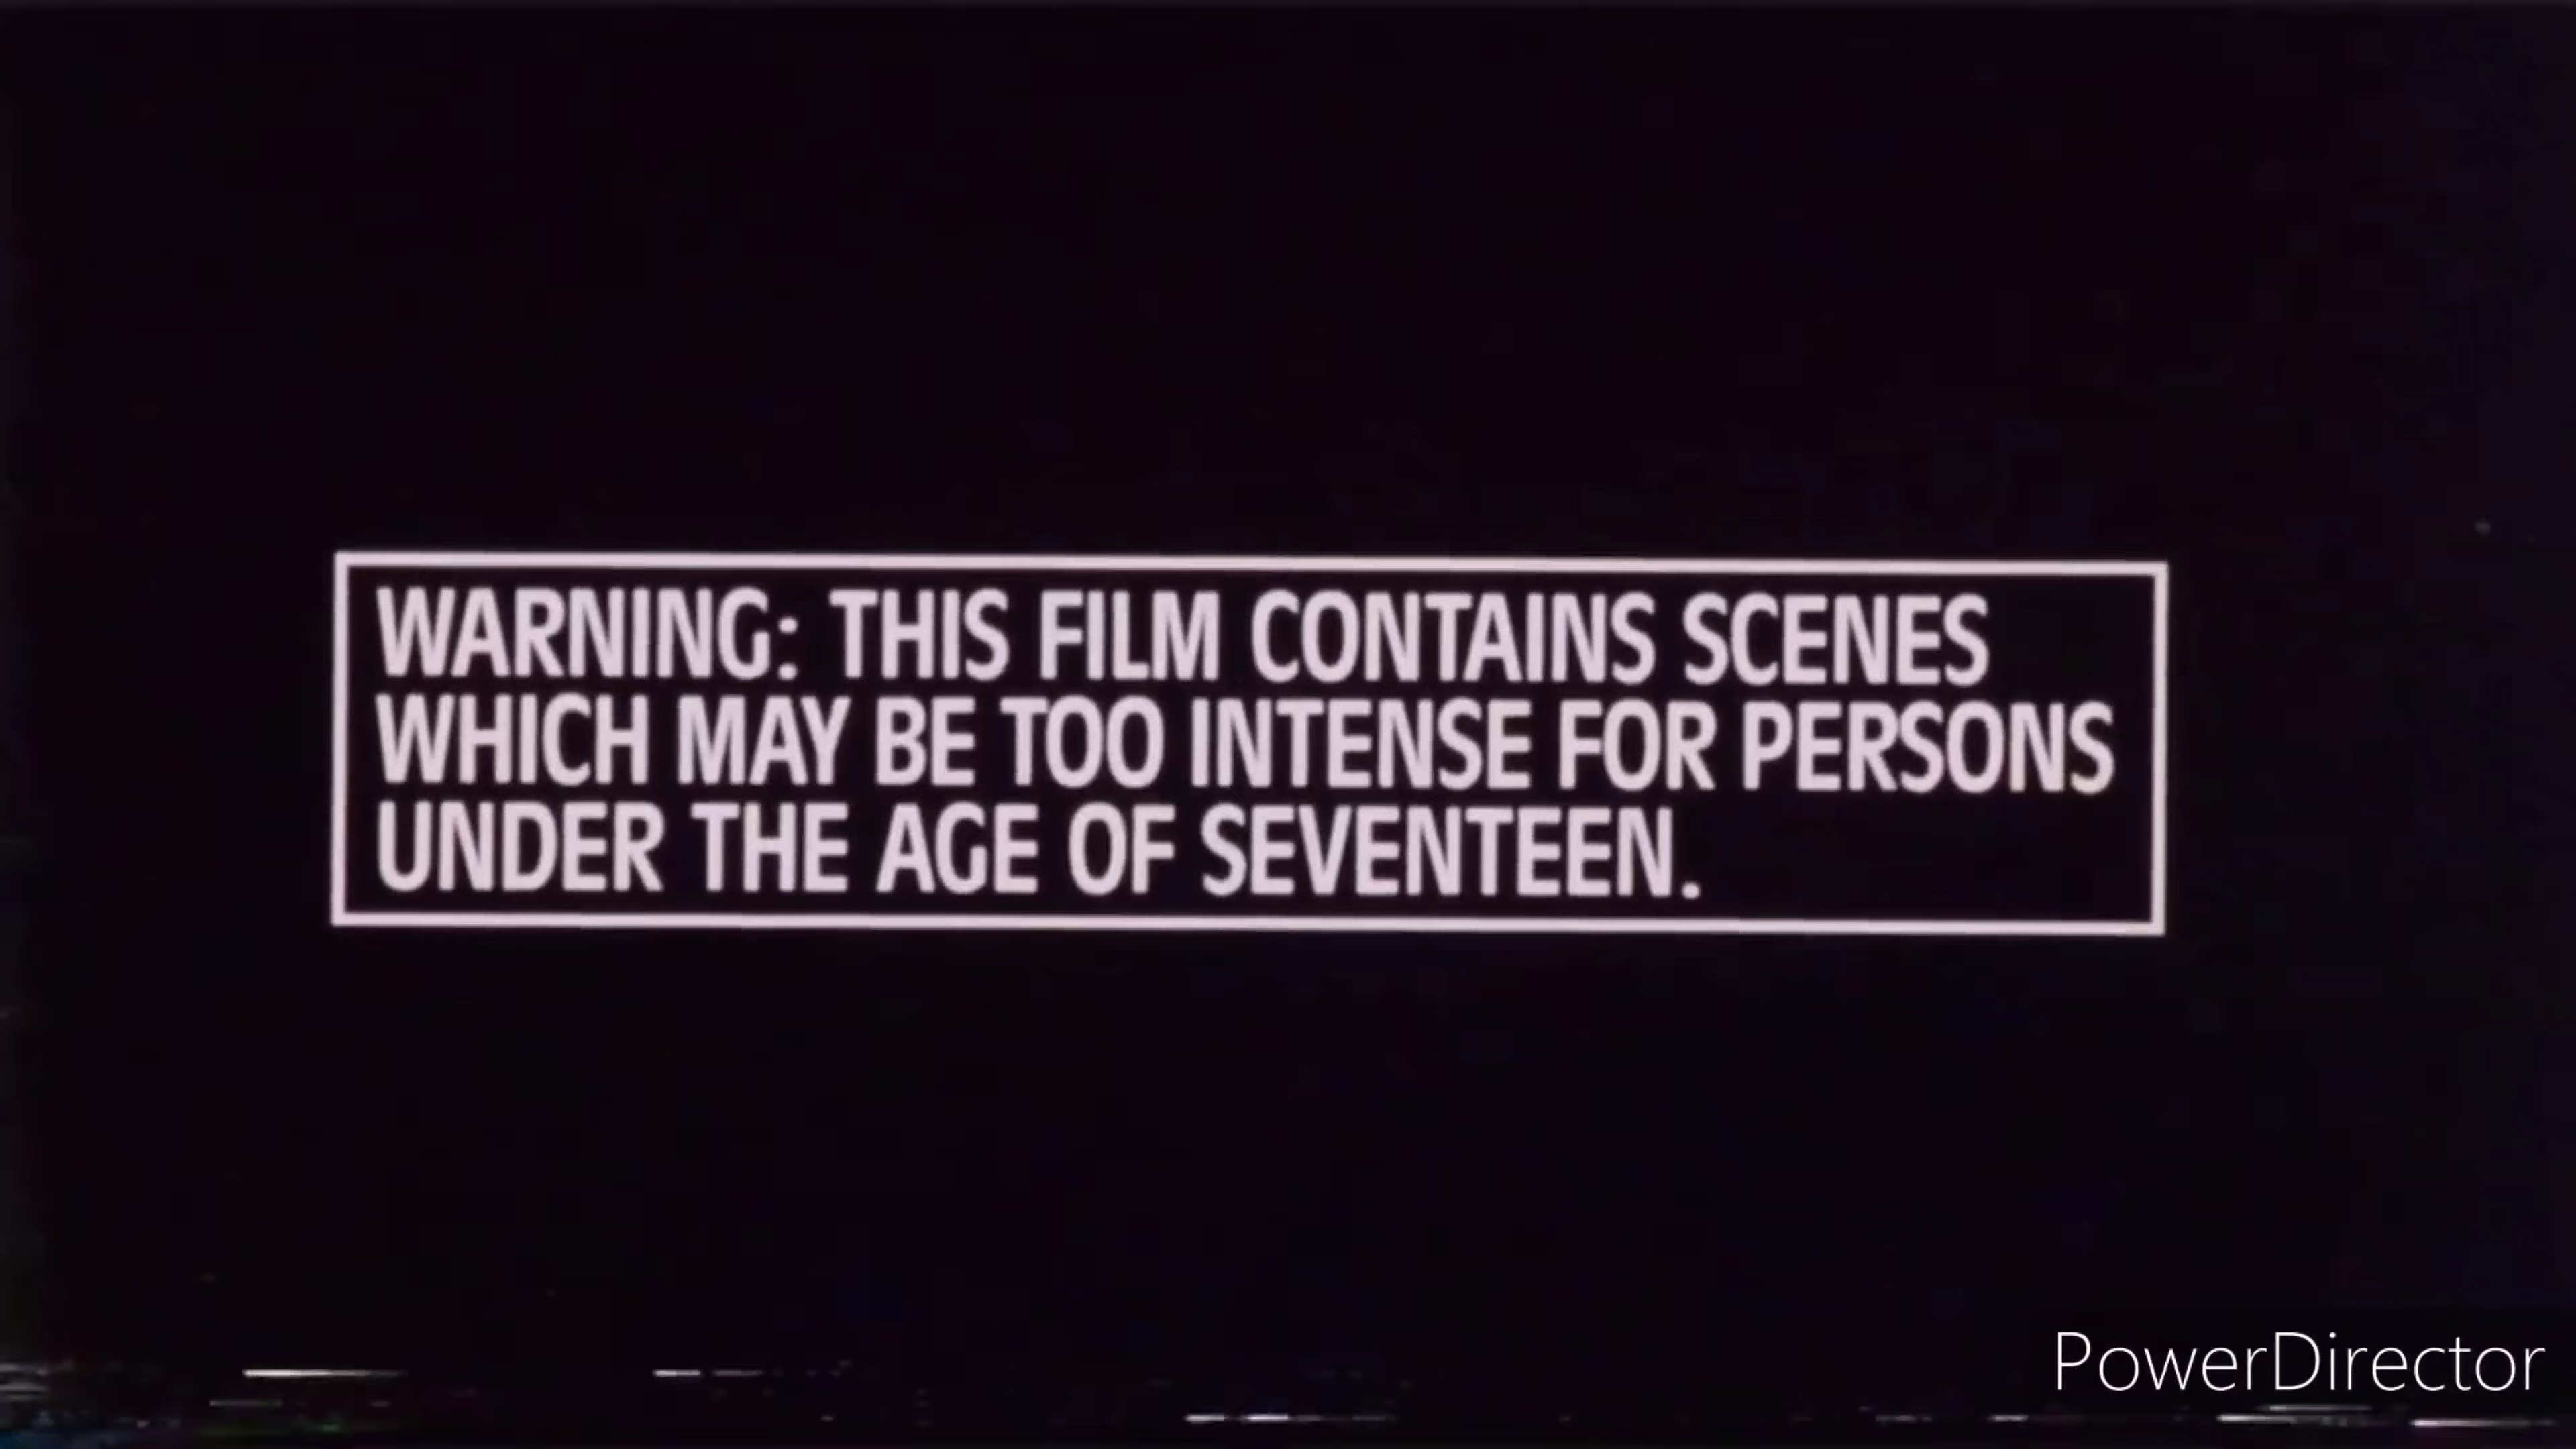 WARNING: THIS FILM CONTAINS SCENES
WHICH MAY BE TOO INTENSE FOR PERSONS
UNDER THE AGE OF SEVENTEEN.
PowerDirector